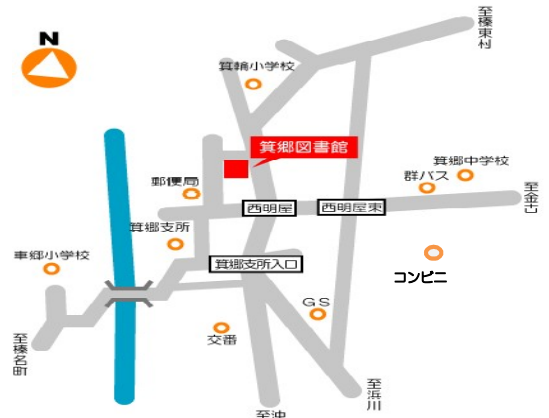 N
至榛東村
箕輪小学校
箕郷図書館
箕郷中学校
群バス
郵便局
至金古
西明屋
西明屋東
箕郷支所
車郷小学校
箕郷支所入口
コンビニ
GS
交番
至榛名町
至浜川
至沖